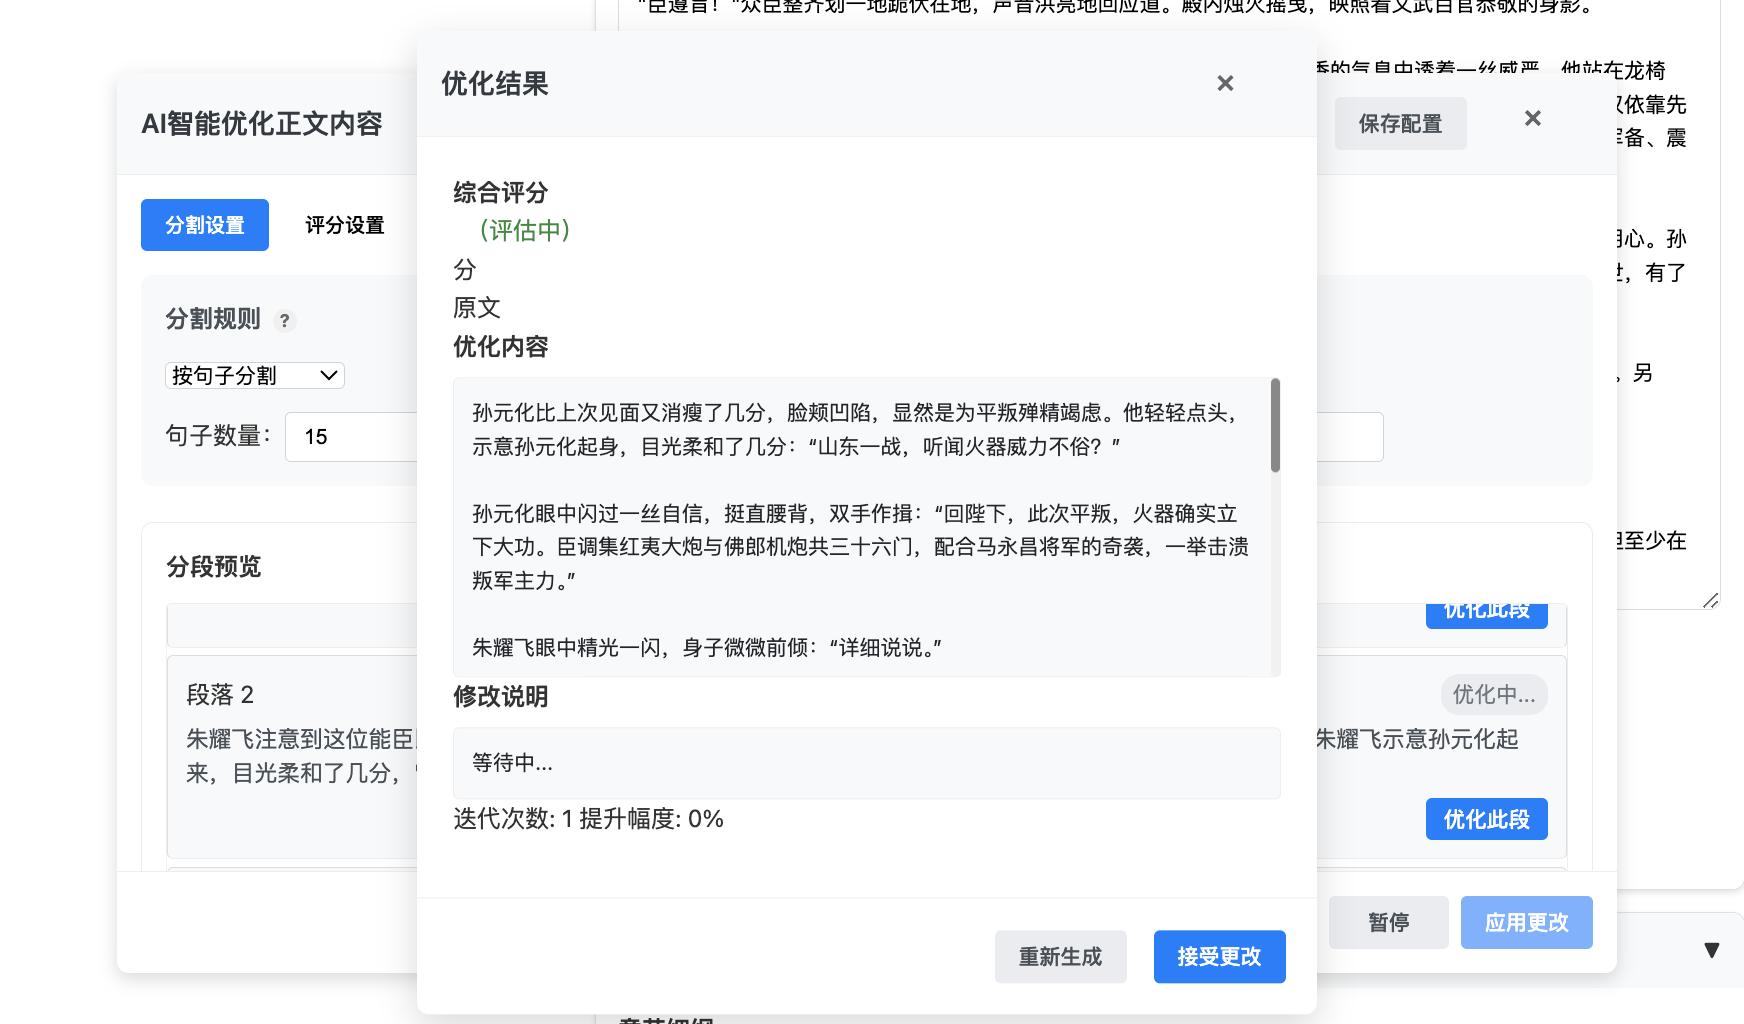 "臣遵旨！"众臣整齐划一地跪伏在地，声音洪亮地回应道。殿内烛火摇曳，映照着文武百官恭敬的身影。
的气息中透着一丝威严。他站在龙椅
依靠先
备、震
心。孙
，有了
。另
至少在
AI智能优化正文内容
保存配置
×
分割设置
评分设置
分割规则 ?
按句子分割
句子数量：
15
分段预览
优化此段
段落 2
优化中...
朱耀飞注意到这位能臣
朱耀飞示意孙元化起
来，目光柔和了几分，
优化此段
暂停
应用更改
▼
优化结果
×
综合评分
（评估中）
分
原文
优化内容
孙元化比上次见面又消瘦了几分，脸颊凹陷，显然是为平叛殚精竭虑。他轻轻点头，
示意孙元化起身，目光柔和了几分：“山东一战，听闻火器威力不俗？”
孙元化眼中闪过一丝自信，挺直腰背，双手作揖：“回陛下，此次平叛，火器确实立
下大功。臣调集红夷大炮与佛郎机炮共三十六门，配合马永昌将军的奇袭，一举击溃
叛军主力。”
朱耀飞眼中精光一闪，身子微微前倾：“详细说说。”
修改说明
等待中...
迭代次数: 1 提升幅度: 0%
重新生成
接受更改